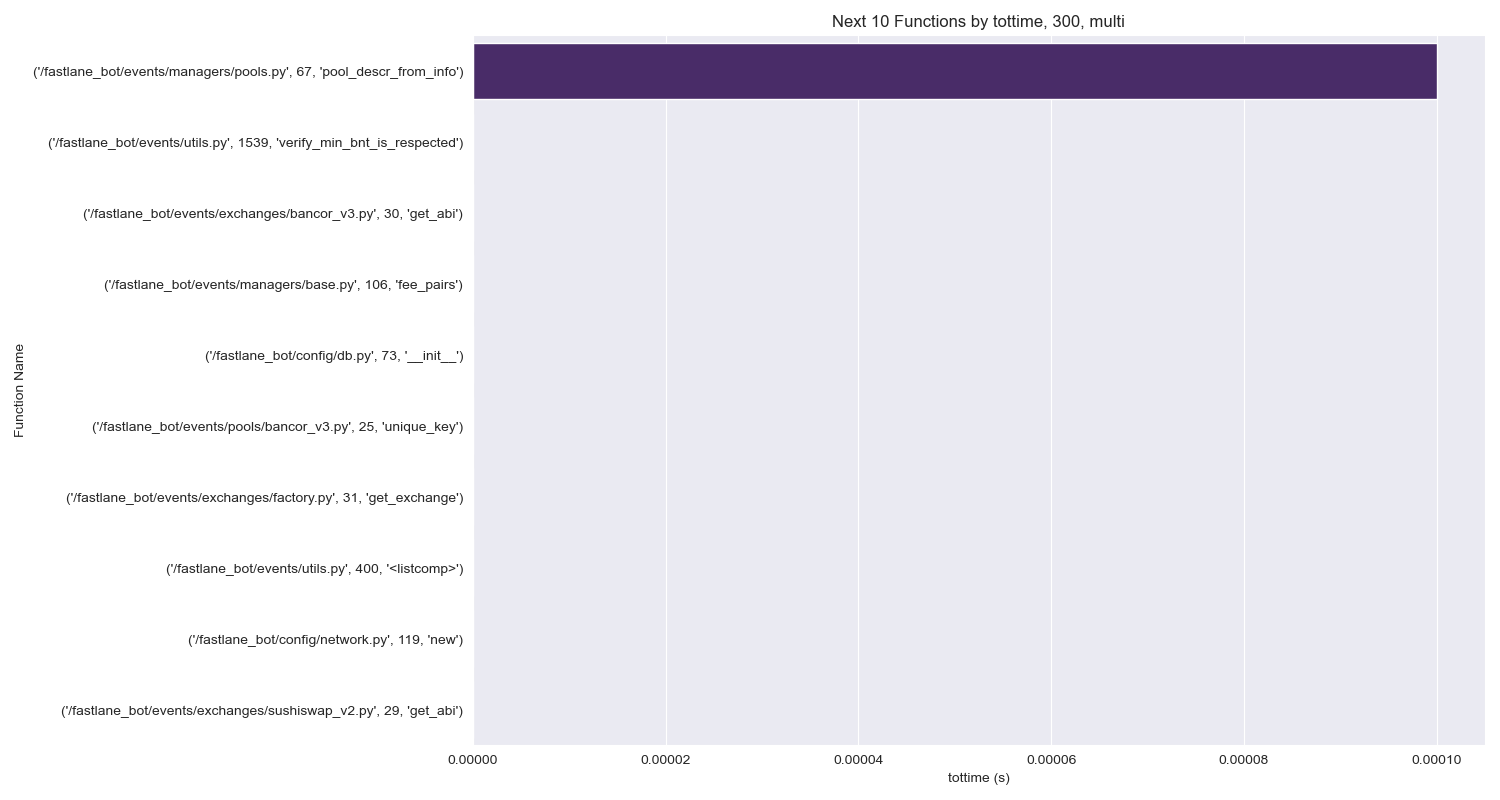 Next 10 Functions by tottime, 300, multi
('/fastlane_bot/events/managers/pools.py', 67, 'pool_descr_from_info')
('/fastlane_bot/events/utils.py', 1539, 'verify_min_bnt_is_respected')
('/fastlane_bot/events/exchanges/bancor_v3.py', 30, 'get_abi')
('/fastlane_bot/events/managers/base.py', 106, 'fee_pairs')
('/fastlane_bot/config/db.py', 73, '__init__')
('/fastlane_bot/events/pools/bancor_v3.py', 25, 'unique_key')
('/fastlane_bot/events/exchanges/factory.py', 31, 'get_exchange')
('/fastlane_bot/events/utils.py', 400, '<listcomp>')
('/fastlane_bot/config/network.py', 119, 'new')
('/fastlane_bot/events/exchanges/sushiswap_v2.py', 29, 'get_abi')
Function Name
0.00000 0.00002 0.00004 0.00006 0.00008 0.00010
tottime (s)